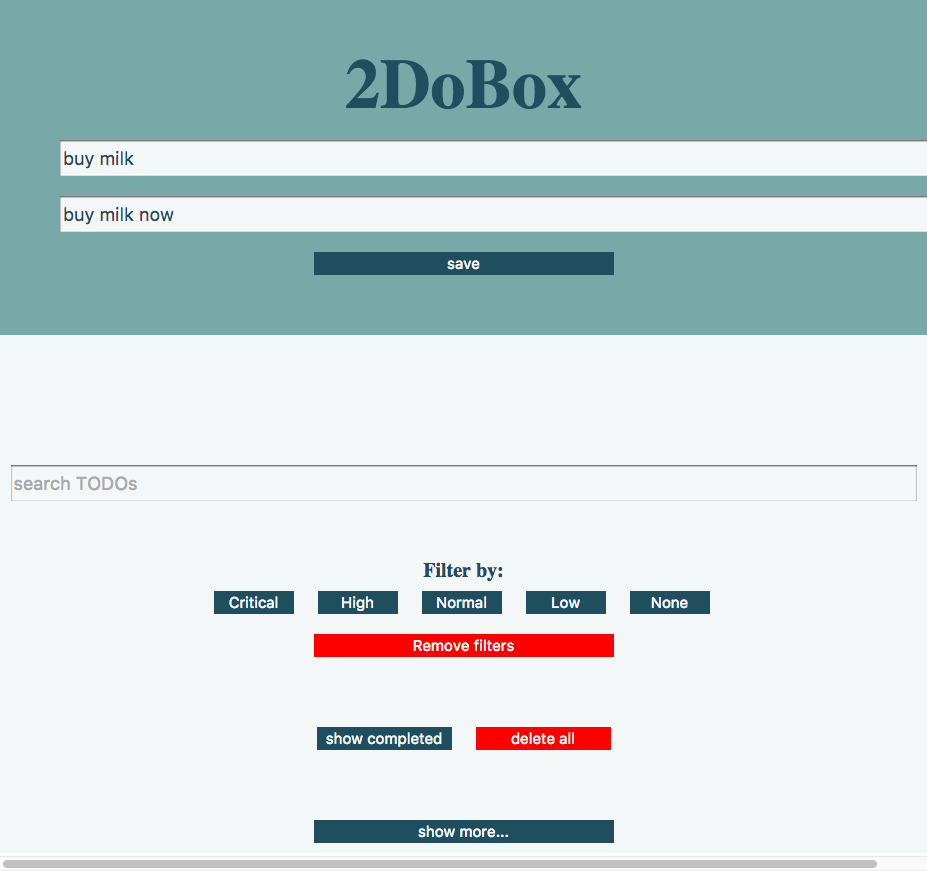 2DoBox
buy milk
buy milk now
save
search TODOs
Filter by:
Critical High Normal Low None
Remove filters
show completed delete all
show more...